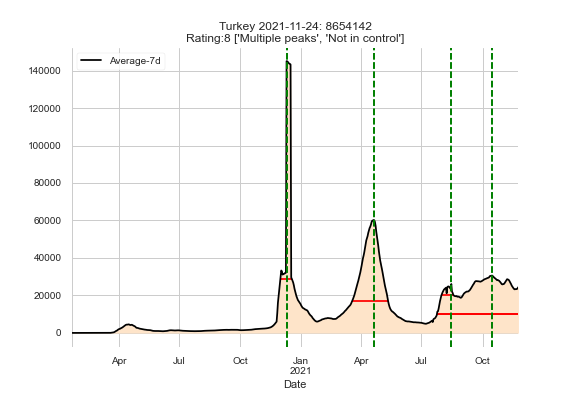 Turkey 2021-11-24: 8654142
Rating:8 ['Multiple peaks', 'Not in control']
Average-7d
140000
120000
100000
80000
60000
40000
20000
0
Apr Jul Oct Jan Apr Jul Oct
2021
Date